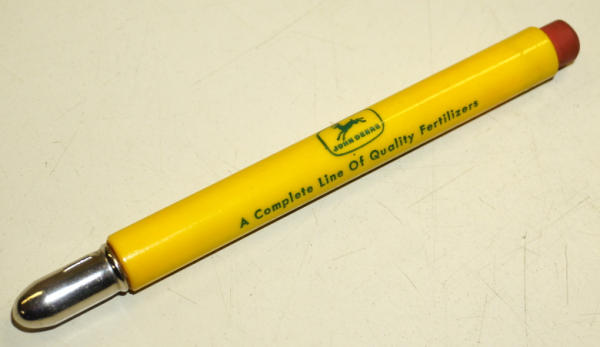 JOHN DEERE
A Complete Line Of Quality Fertilizers